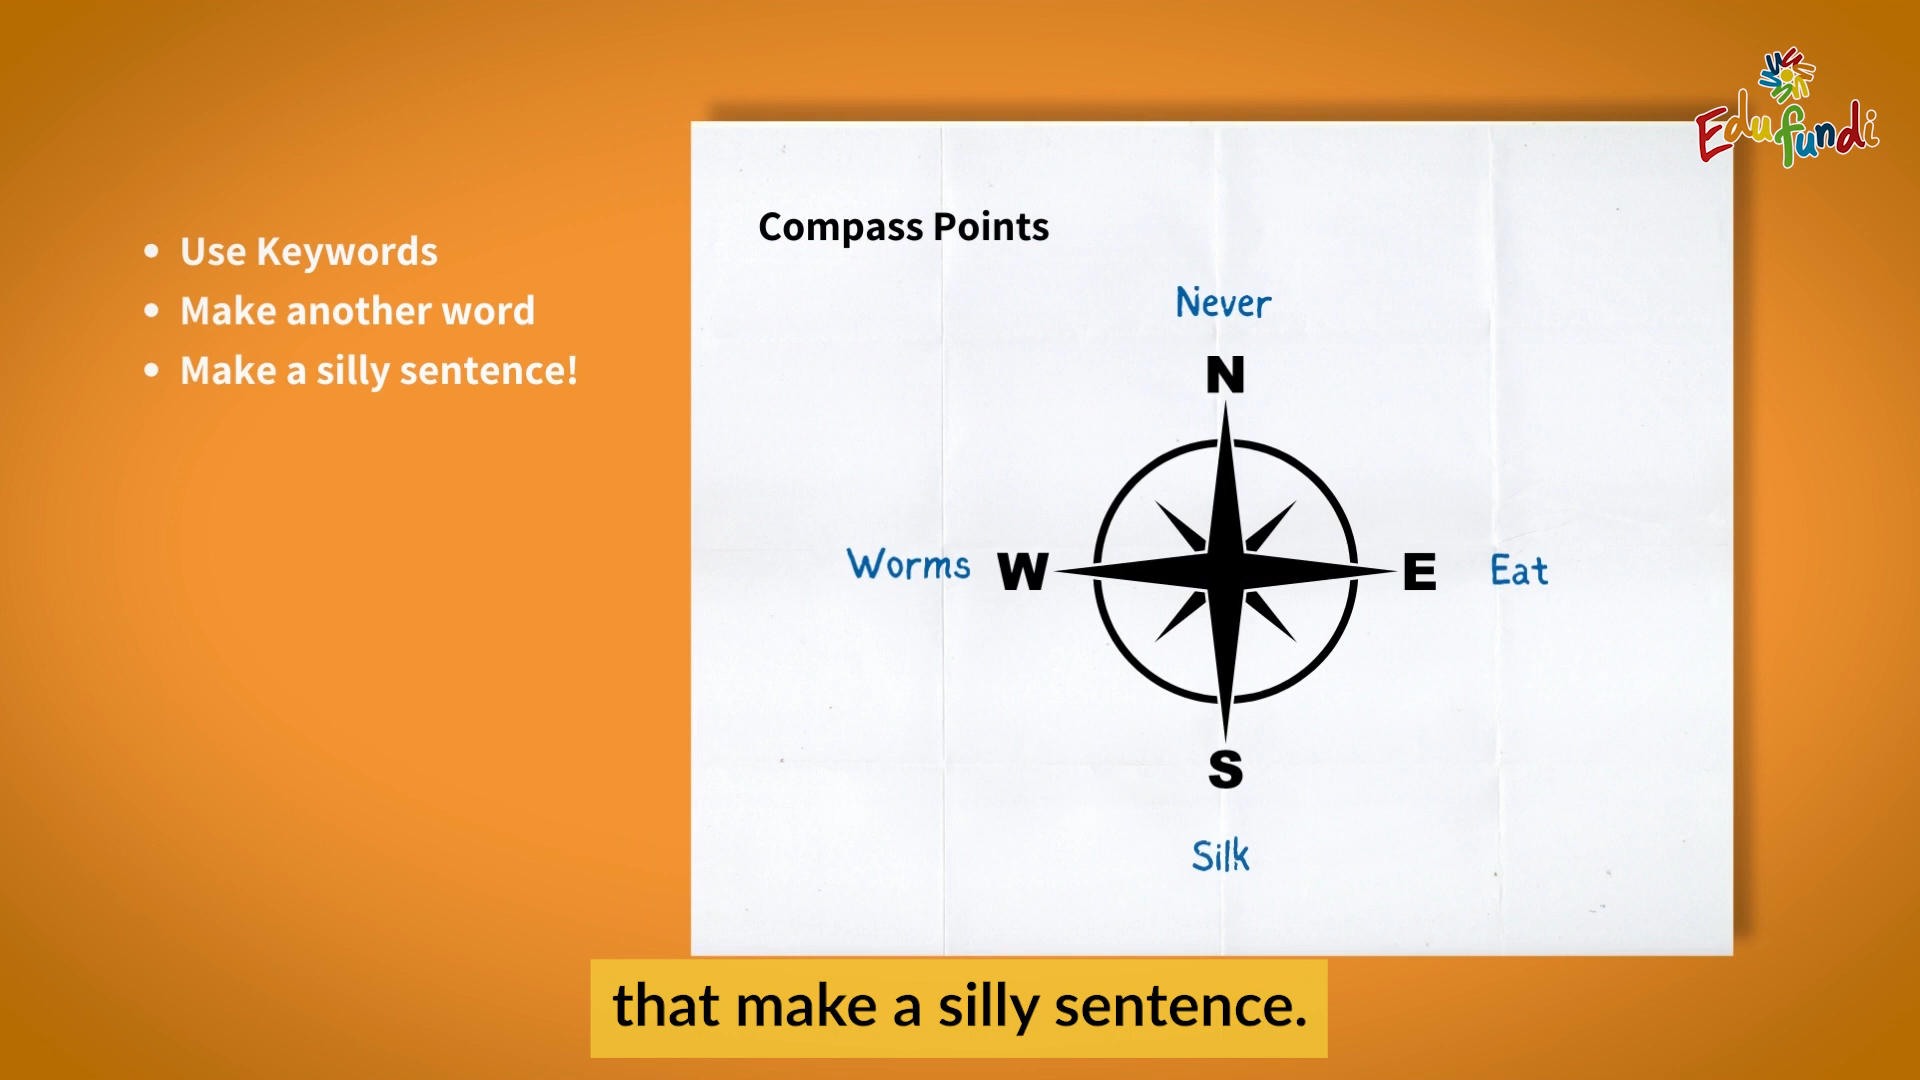 Edufundi
• Use Keywords
• Make another word
• Make a silly sentence!
Compass Points
Never
N
Worms W E Eat
S
Silk
that make a silly sentence.